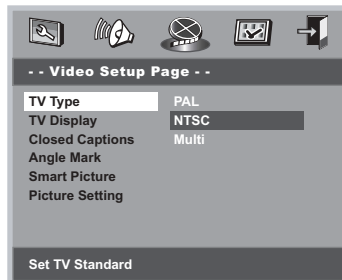 - - Video Setup Page - -
TV Type PAL
TV Display NTSC
Closed Captions Multi
Angle Mark
Smart Picture
Picture Setting
Set TV Standard